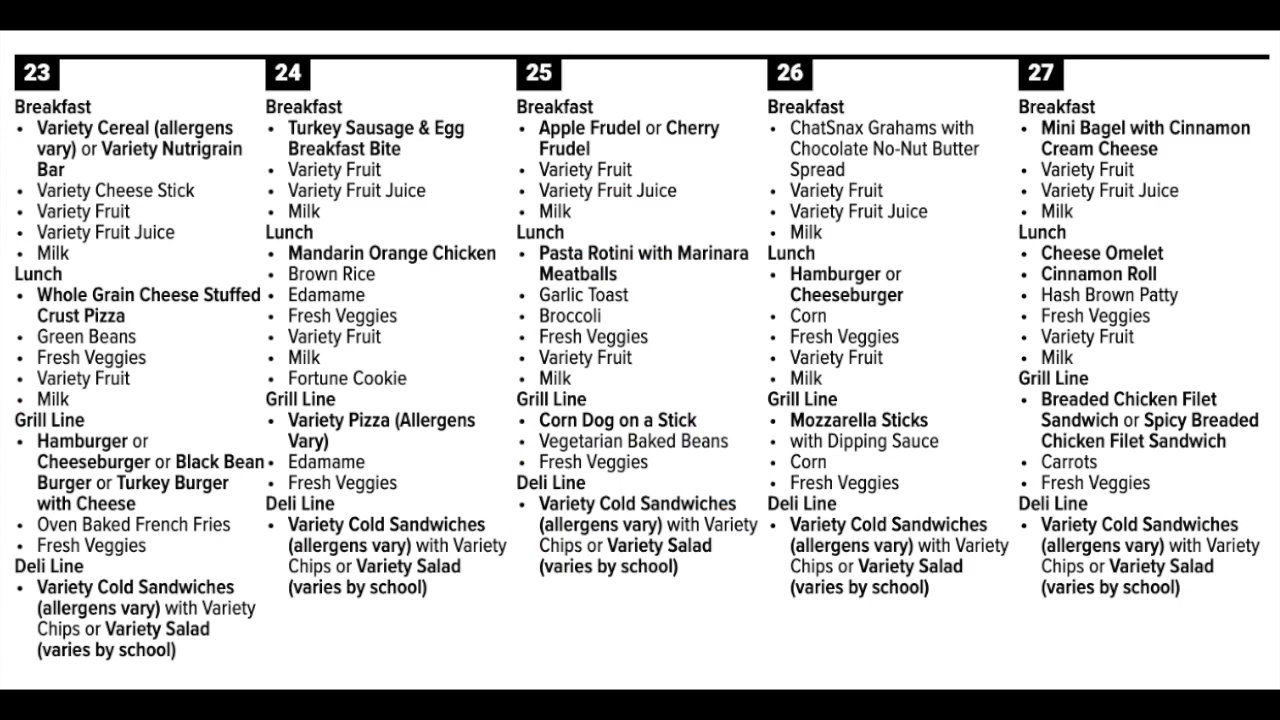 23
Breakfast
• Variety Cereal (allergens
vary) or Variety Nutrigrain
Bar
• Variety Cheese Stick
• Variety Fruit
• Variety Fruit Juice
• Milk
Lunch
• Whole Grain Cheese Stuffed
Crust Pizza
• Green Beans
• Fresh Veggies
• Variety Fruit
• Milk
Grill Line
• Hamburger or
Cheeseburger or Black Bean
Burger or Turkey Burger
with Cheese
• Oven Baked French Fries
• Fresh Veggies
Deli Line
• Variety Cold Sandwiches
(allergens vary) with Variety
Chips or Variety Salad
(varies by school)
24
Breakfast
• Turkey Sausage & Egg
Breakfast Bite
• Variety Fruit
• Variety Fruit Juice
• Milk
Lunch
• Mandarin Orange Chicken
• Brown Rice
• Edamame
• Fresh Veggies
• Variety Fruit
• Milk
• Fortune Cookie
Grill Line
• Variety Pizza (Allergens
Vary)
• Edamame
• Fresh Veggies
Deli Line
• Variety Cold Sandwiches
(allergens vary) with Variety
Chips or Variety Salad
(varies by school)
25
Breakfast
• Apple Frudel or Cherry
Frudel
• Variety Fruit
• Variety Fruit Juice
• Milk
Lunch
• Pasta Rotini with Marinara
Meatballs
• Garlic Toast
• Broccoli
• Fresh Veggies
• Variety Fruit
• Milk
Grill Line
• Corn Dog on a Stick
• Vegetarian Baked Beans
• Fresh Veggies
Deli Line
• Variety Cold Sandwiches
(allergens vary) with Variety
Chips or Variety Salad
(varies by school)
26
Breakfast
• ChatSnax Grahams with
Chocolate No-Nut Butter
Spread
• Variety Fruit
• Variety Fruit Juice
• Milk
Lunch
• Hamburger or
Cheeseburger
• Corn
• Fresh Veggies
• Variety Fruit
• Milk
Grill Line
• Mozzarella Sticks
• with Dipping Sauce
• Corn
• Fresh Veggies
Deli Line
• Variety Cold Sandwiches
(allergens vary) with Variety
Chips or Variety Salad
(varies by school)
27
Breakfast
• Mini Bagel with Cinnamon
Cream Cheese
• Variety Fruit
• Variety Fruit Juice
• Milk
Lunch
• Cheese Omelet
• Cinnamon Roll
• Hash Brown Patty
• Fresh Veggies
• Variety Fruit
• Milk
Grill Line
• Breaded Chicken Filet
Sandwich or Spicy Breaded
Chicken Filet Sandwich
• Carrots
• Fresh Veggies
Deli Line
• Variety Cold Sandwiches
(allergens vary) with Variety
Chips or Variety Salad
(varies by school)